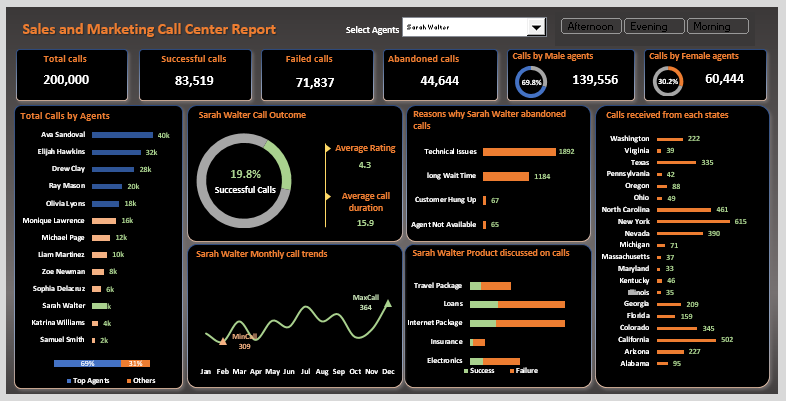 Sales and Marketing Call Center Report
Select Agents
Sarah Walter
Afternoon
Evening
Morning
Total calls
200,000
Successful calls
83,519
Failed calls
71,837
Abandoned calls
44,644
Calls by Male agents
69.8%
139,556
Calls by Female agents
30.2%
60,444
Total Calls by Agents
Ava Sandoval 40k
Elijah Hawkins 32k
Drew Clay 28k
Ray Mason 20k
Olivia Lyons 18k
Monique Lawrence 16k
Michael Page 12k
Liam Martinez 10k
Zoe Newman 8k
Sophia Delacruz 6k
Sarah Walter
Katrina Williams 4k
Samuel Smith 2k
69% 31%
Top Agents Others
Sarah Walter Call Outcome
19.8%
Successful Calls
Average Rating
4.3
Average call
duration
15.9
Reasons why Sarah Walter abandoned
calls
Technical Issues 1892
long Wait Time 1184
Customer Hung Up 67
Agent Not Available 65
Sarah Walter Monthly call trends
MaxCall
364
MinCall
309
Jan Feb Mar Apr May Jun Jul Aug Sep Oct Nov Dec
Sarah Walter Product discussed on calls
Travel Package
Loans
Internet Package
Insurance
Electronics
Success Failure
Calls received from each states
Washington 222
Virginia 39
Texas 335
Pennsylvania 42
Oregon 88
Ohio 49
North Carolina 461
New York 615
Nevada 390
Michigan 71
Massachusetts 37
Maryland 33
Kentucky 46
Illinois 35
Georgia 209
Florida 159
Colorado 345
California 502
Arizona 227
Alabama 95